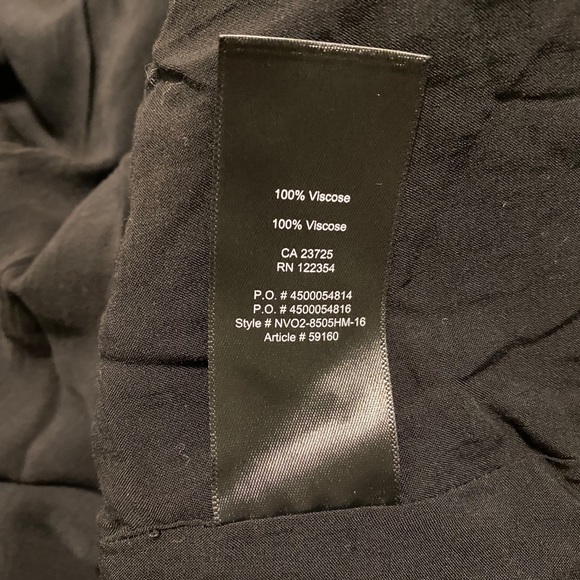 100% Viscose
100% Viscose
CA 23725
RN 122354
P.O. # 4500054814
P.O. # 4500054816
Style # NVO2-8505HM-16
Article # 59160